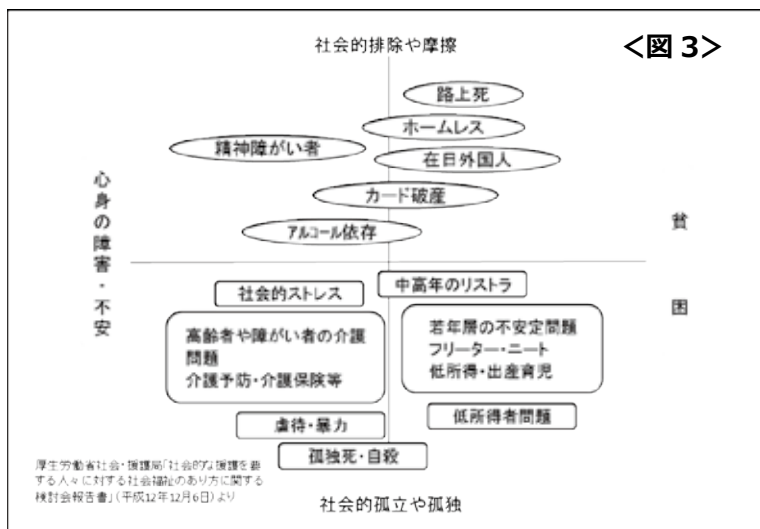 社会的排除や摩擦
<図3>
路上死
ホームレス
精神障がい者
在日外国人
心身の障害・不安
カード破産
貧困
アルコール依存
中高年のリストラ
社会的ストレス
高齢者や障がい者の介護
問題
介護予防・介護保険等
若年層の不安定問題
フリーター・ニート
低所得・出産育児
虐待・暴力
低所得者問題
孤独死・自殺
厚生労働省社会・援護局「社会的な援護を要
する人々に対する社会福祉のあり方に関する
検討会報告書」(平成12年12月6日)より
社会的孤立や孤独